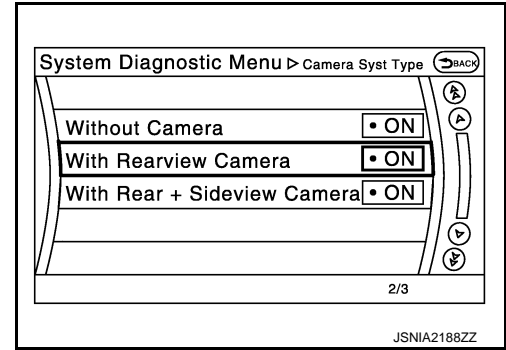 System Diagnostic Menu ▷ Camera Syst Type BACK
Without Camera • ON
With Rearview Camera • ON
With Rear + Sideview Camera • ON
2/3
JSNIA2188ZZ